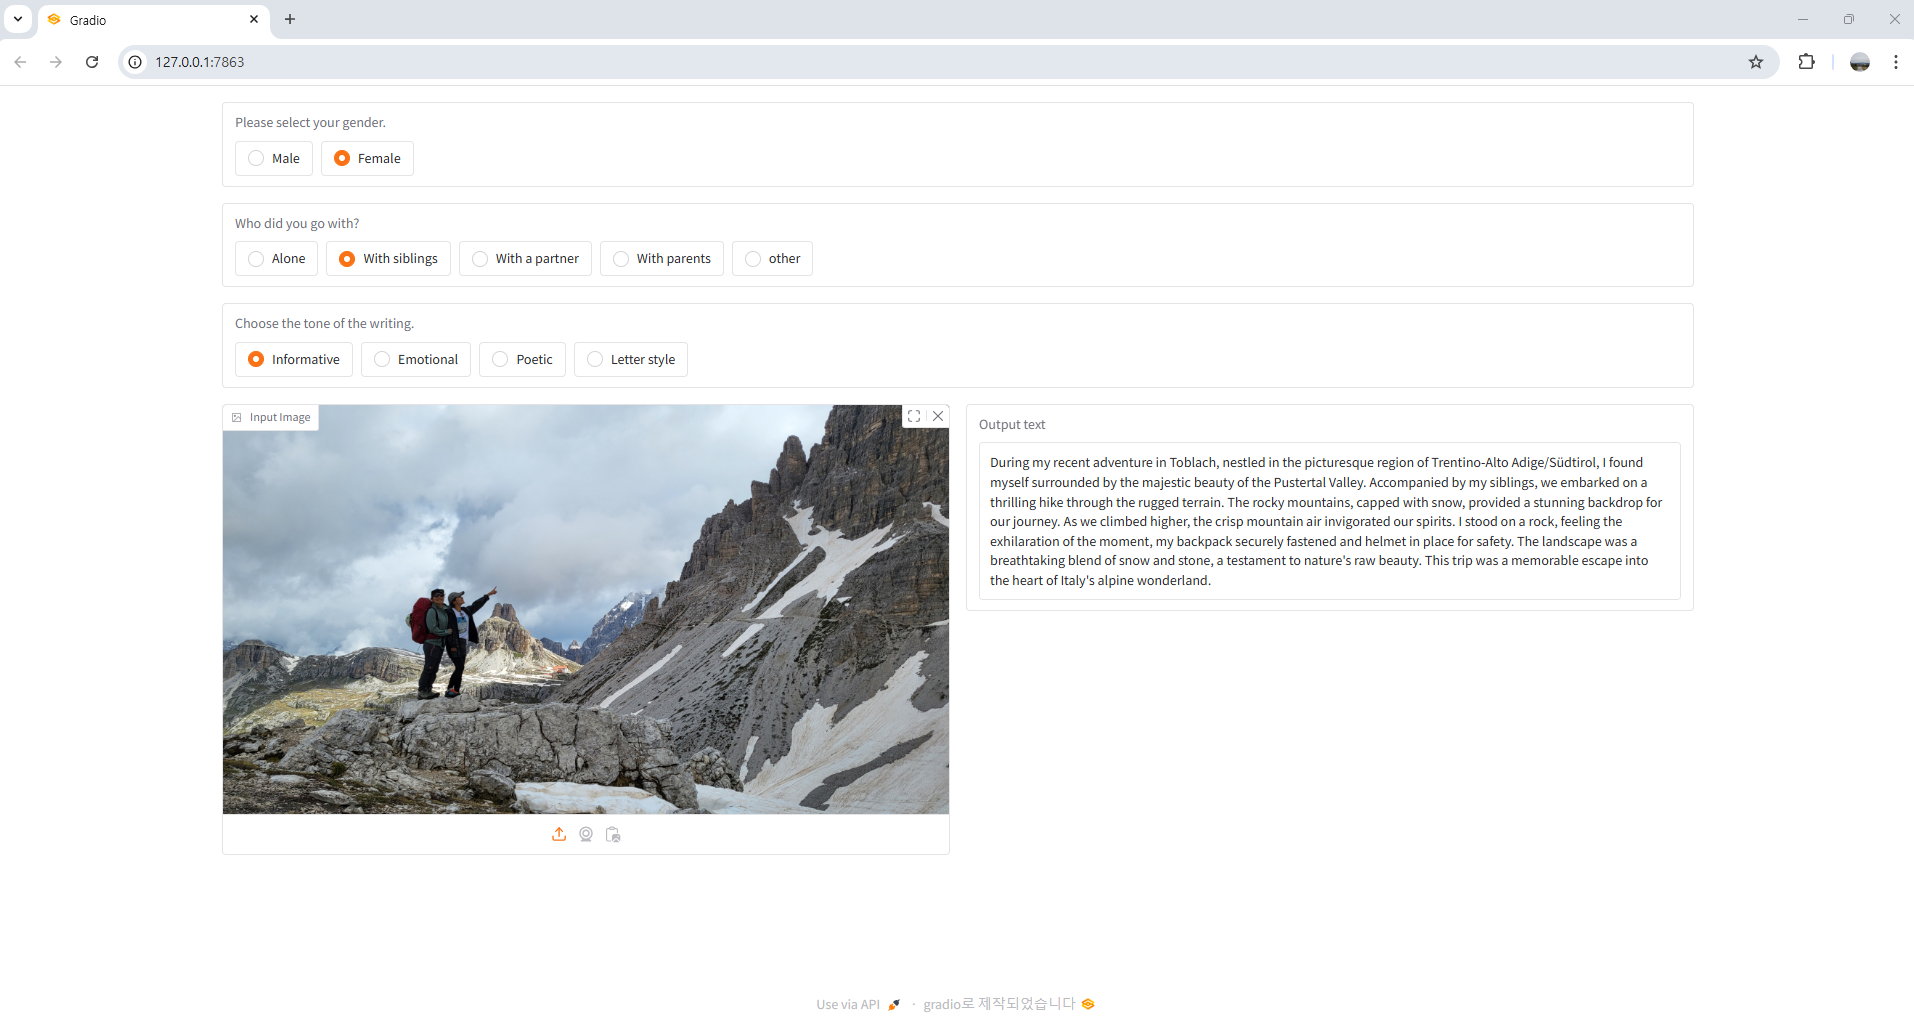 Gradio
127.0.0.1:7863
Please select your gender.
Male Female
Who did you go with?
Alone With siblings With a partner With parents other
Choose the tone of the writing.
Informative Emotional Poetic Letter style
Input Image
Output text
During my recent adventure in Toblach, nestled in the picturesque region of Trentino-Alto Adige/Südtirol, I found
myself surrounded by the majestic beauty of the Pustertal Valley. Accompanied by my siblings, we embarked on a
thrilling hike through the rugged terrain. The rocky mountains, capped with snow, provided a stunning backdrop for
our journey. As we climbed higher, the crisp mountain air invigorated our spirits. I stood on a rock, feeling the
exhilaration of the moment, my backpack securely fastened and helmet in place for safety. The landscape was a
breathtaking blend of snow and stone, a testament to nature's raw beauty. This trip was a memorable escape into
the heart of Italy's alpine wonderland.
Use via API · gradio로 제작되었습니다